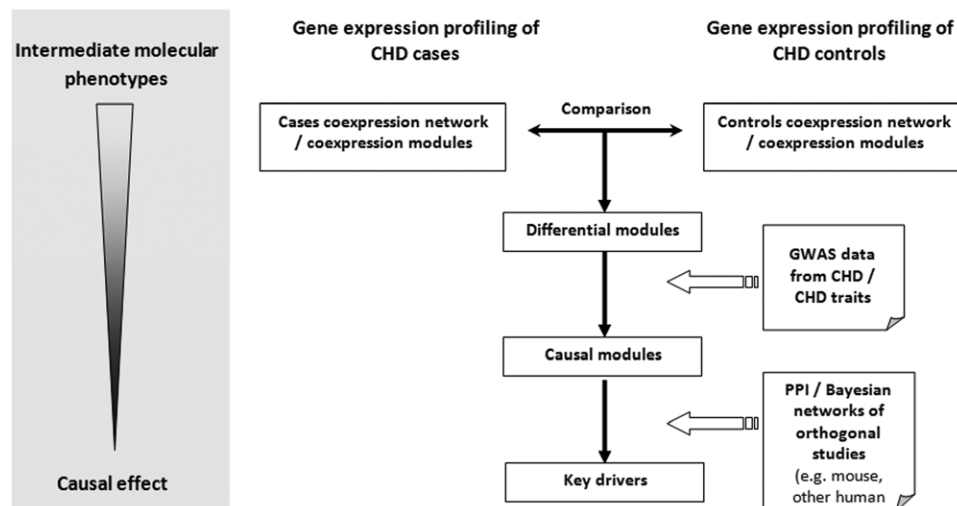 Intermediate molecular
phenotypes
Causal effect
Gene expression profiling of
CHD cases
Gene expression profiling of
CHD controls
Cases coexpression network
/ coexpression modules
Comparison
Controls coexpression network
/ coexpression modules
Differential modules
GWAS data
from CHD /
CHD traits
Causal modules
PPI / Bayesian
networks of
orthogonal
studies
(e.g. mouse,
other human
Key drivers